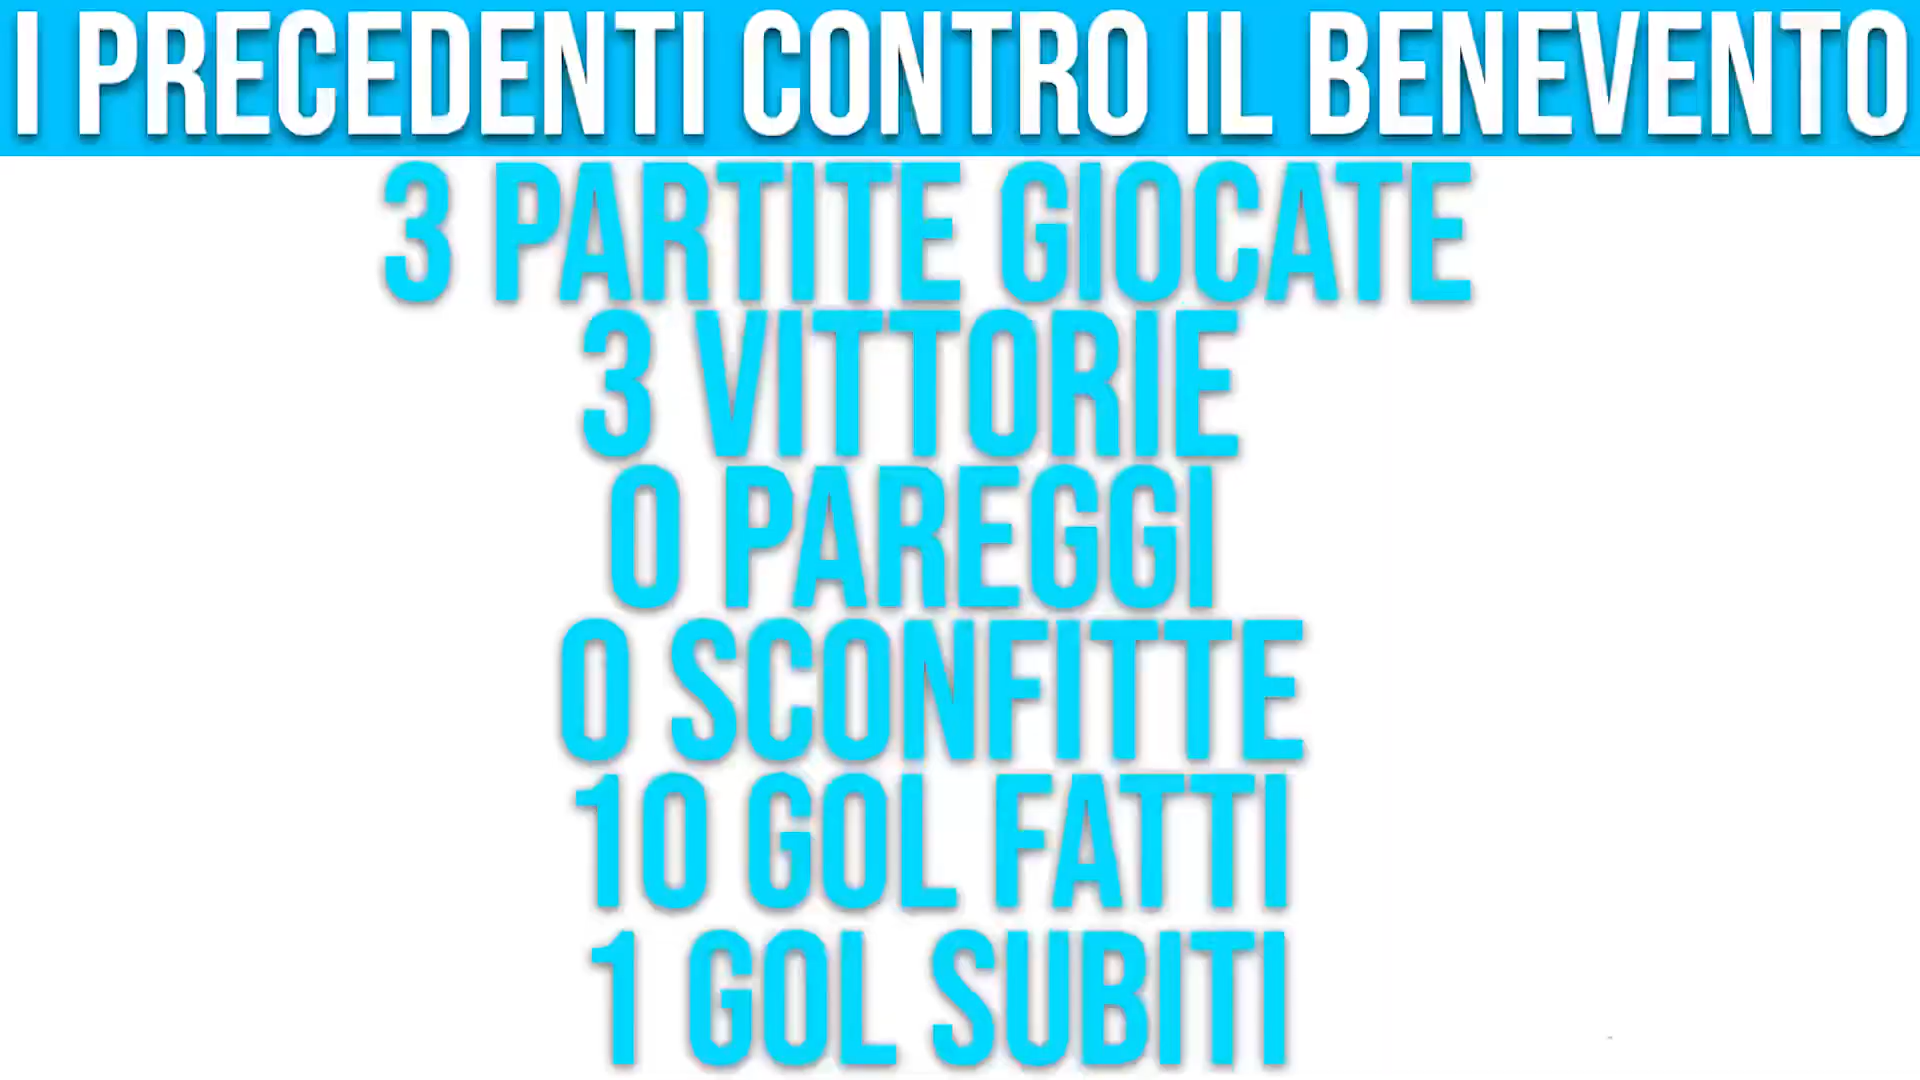 I PRECEDENTI CONTRO IL BENEVENTO
3 PARTITE GIOCATE
3 VITTORIE
0 PAREGGI
0 SCONFITTE
10 GOL FATTI
1 GOL SUBITI